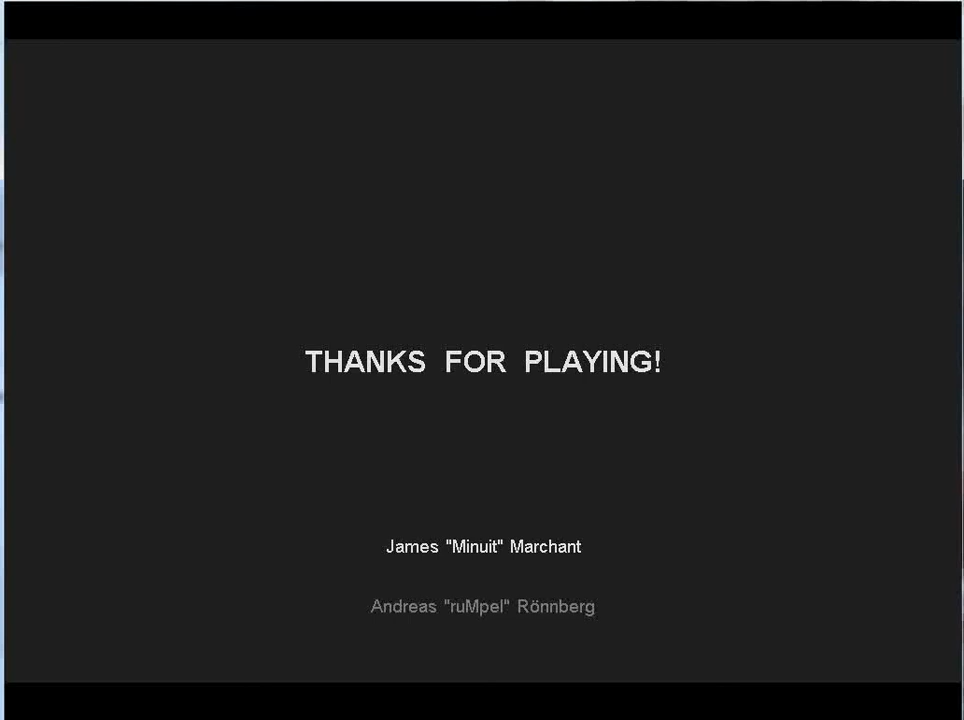 THANKS FOR PLAYING!
James "Minuit" Marchant
Andreas "ruMpel" Rönnberg